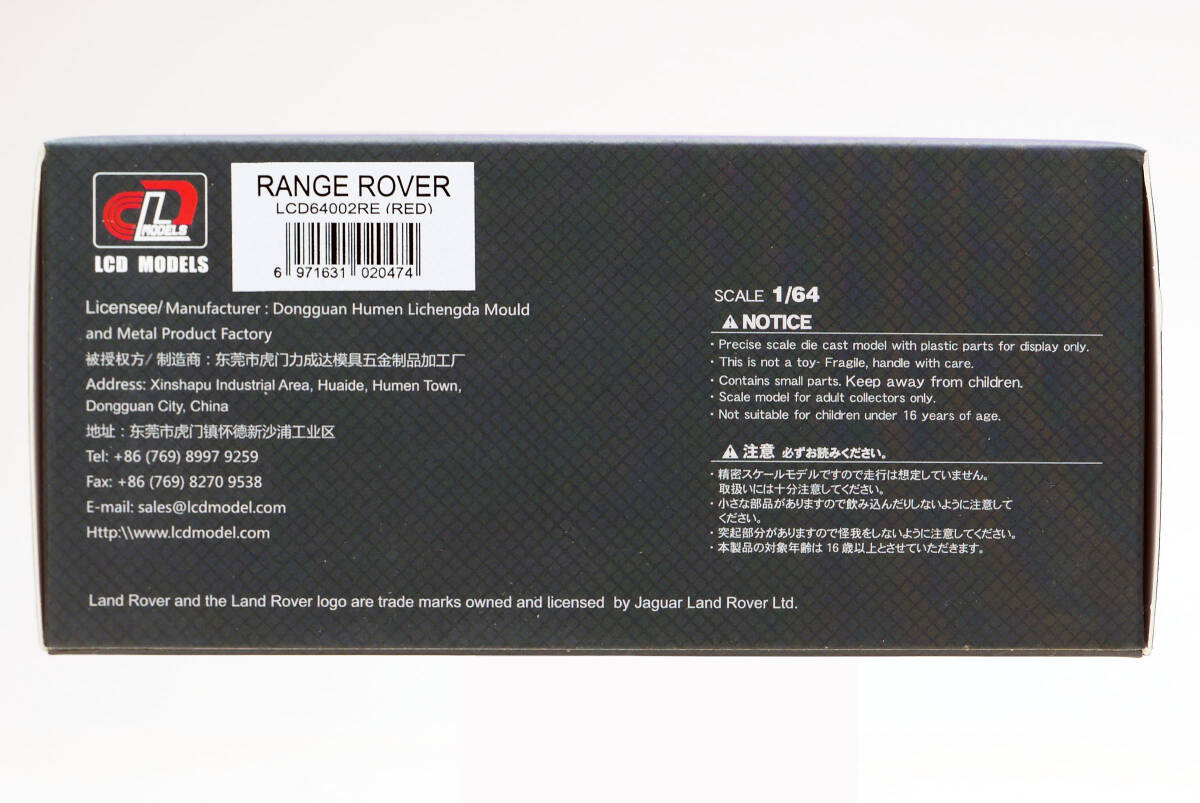 L
MODELS
LCD MODELS
RANGE ROVER
LCD64002RE (RED)
6 971631 020474
Licensee/Manufacturer : Dongguan Humen Lichengda Mould
and Metal Product Factory
被授权方/ 制造商：东莞市虎门力成达模具五金制品加工厂
Address: Xinshapu Industrial Area, Huaide, Humen Town,
Dongguan City, China
地址：东莞市虎门镇怀德新沙浦工业区
Tel: +86 (769) 8997 9259
Fax: +86 (769) 8270 9538
E-mail: sales@lcdmodel.com
Http:\\www.lcdmodel.com
SCALE 1/64
NOTICE
・Precise scale die cast model with plastic parts for display only.
・This is not a toy- Fragile, handle with care.
・Contains small parts. Keep away from children.
・Scale model for adult collectors only.
・Not suitable for children under 16 years of age.
注意 必ずお読みください。
・精密スケールモデルですので走行は想定していません。
取扱いには十分注意してください。
・小さな部品がありますので飲み込んだりしないように注意して
ください。
・突起部分がありますので怪我をしないように注意してください。
・本製品の対象年齢は16歳以上とさせていただきます。
Land Rover and the Land Rover logo are trade marks owned and licensed by Jaguar Land Rover Ltd.